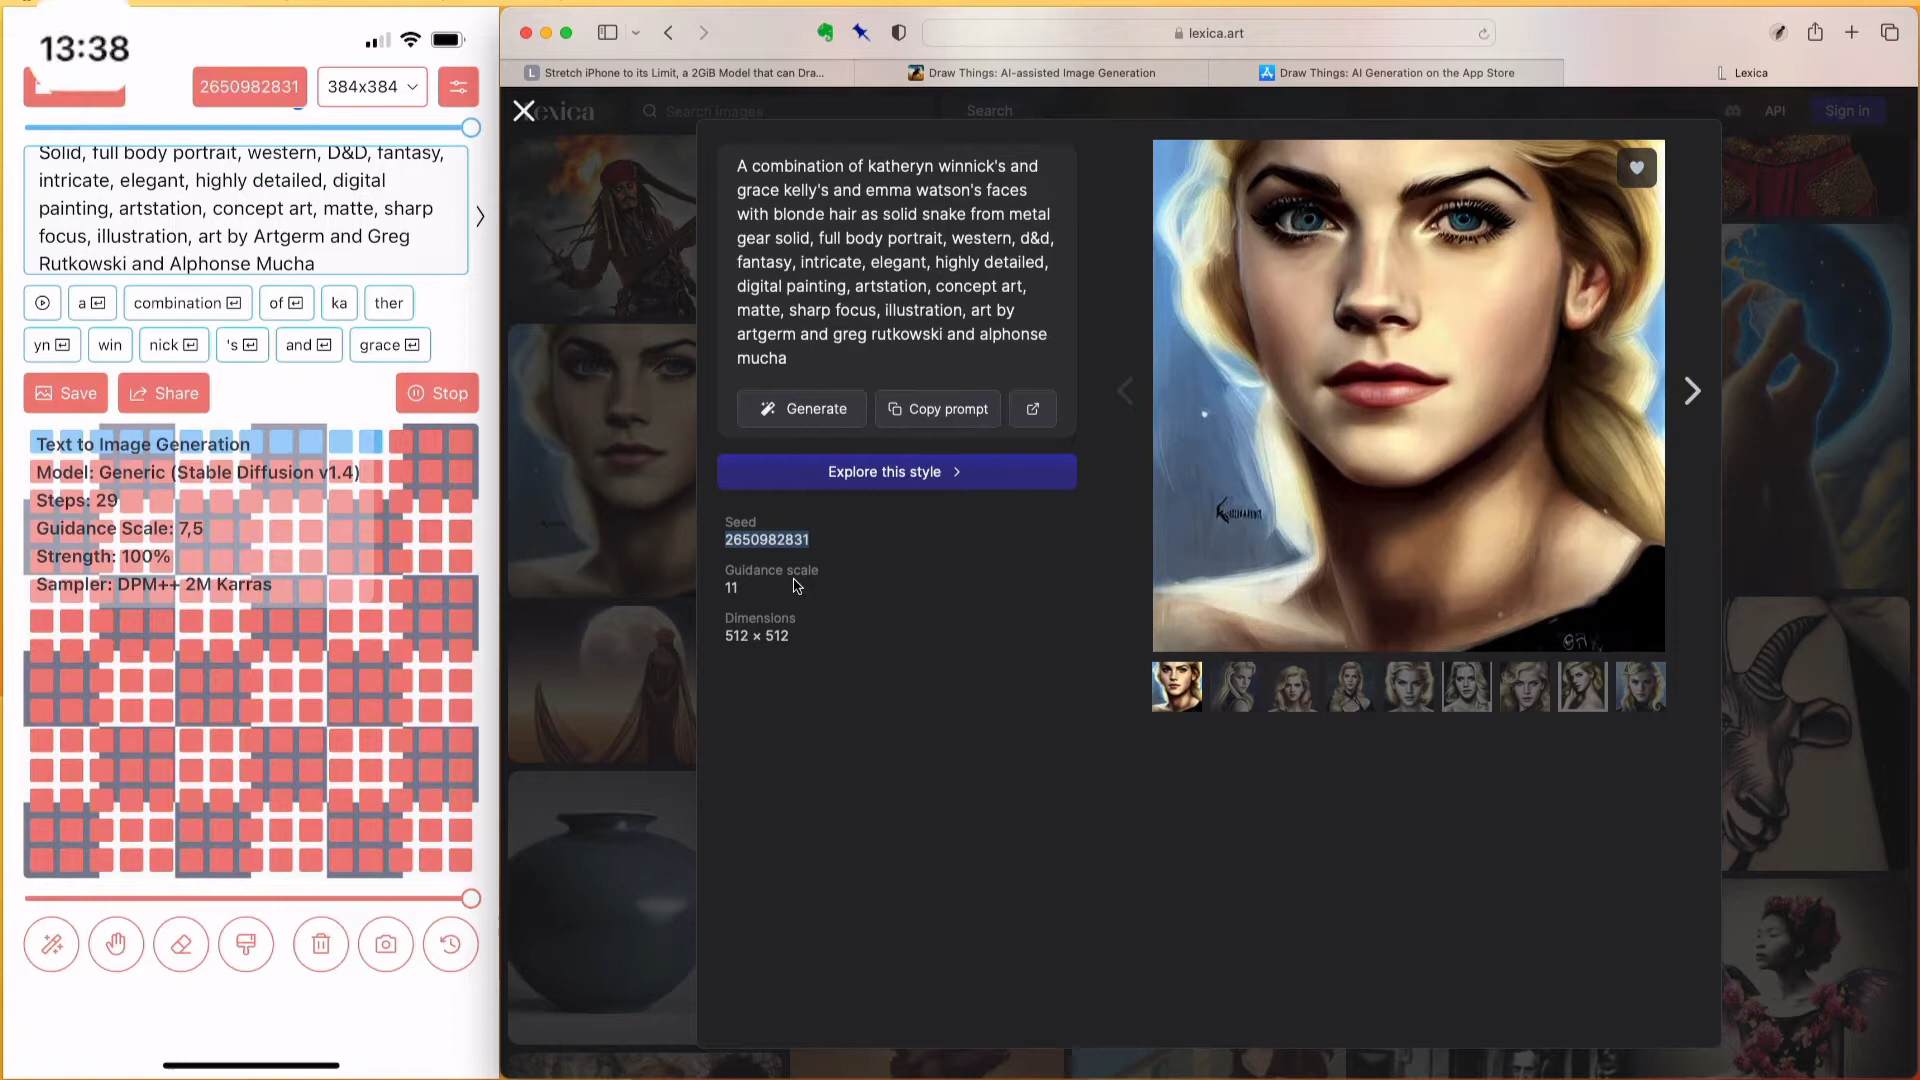 13:38
2650982831
384x384
Solid, full body portrait, western, D&D, fantasy,
intricate, elegant, highly detailed, digital
painting, artstation, concept art, matte, sharp
focus, illustration, art by Artgerm and Greg
Rutkowski and Alphonse Mucha
a
combination
of
ka
ther
yn
win
nick
's
and
grace
Save
Share
Stop
Text to Image Generation
Model: Generic (Stable Diffusion v1.4)
Steps: 29
Guidance Scale: 7,5
Strength: 100%
Sampler: DPM++ 2M Karras
lexica.art
L Stretch iPhone to its Limit, a 2GiB Model that can Dra...
Draw Things: AI-assisted Image Generation
Draw Things: AI Generation on the App Store
L Lexica
Search images
Search
API
Sign in
A combination of katheryn winnick's and
grace kelly's and emma watson's faces
with blonde hair as solid snake from metal
gear solid, full body portrait, western, d&d,
fantasy, intricate, elegant, highly detailed,
digital painting, artstation, concept art,
matte, sharp focus, illustration, art by
artgerm and greg rutkowski and alphonse
mucha
Generate
Copy prompt
Explore this style
Seed
2650982831
Guidance scale
11
Dimensions
512 × 512